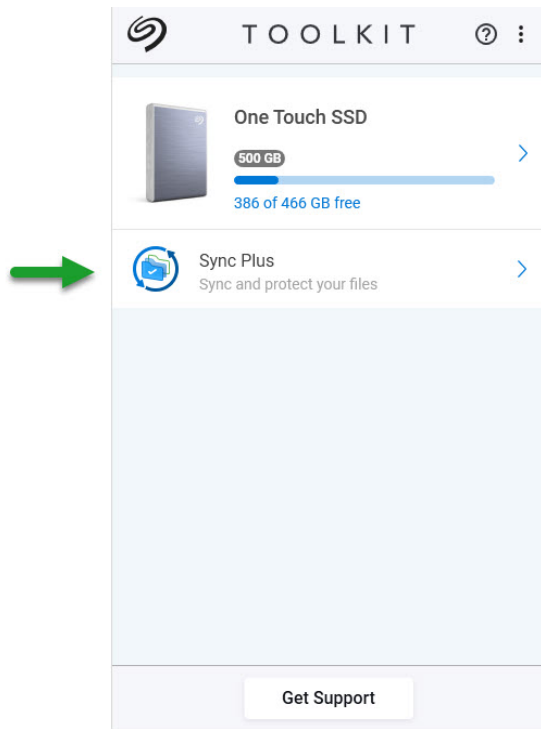 TOOLKIT
One Touch SSD
500 GB
386 of 466 GB free
Sync Plus
Sync and protect your files
Get Support